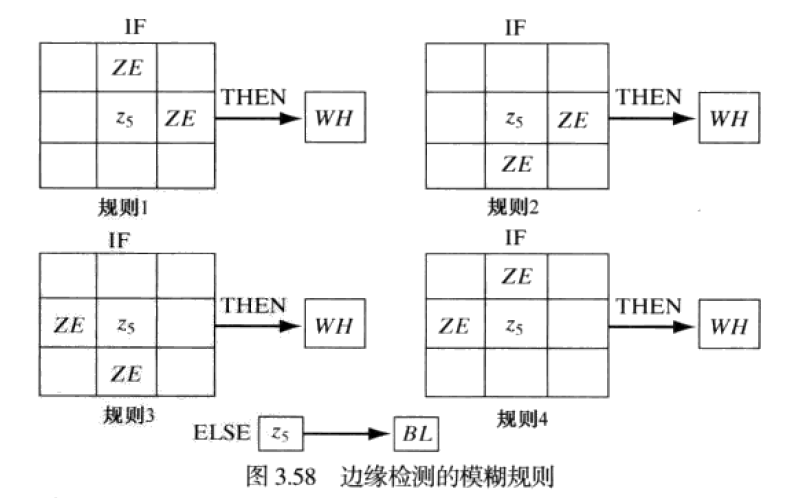 IF
ZE
z5 ZE
THEN
WH
规则1
IF
z5 ZE
ZE
THEN
WH
规则2
IF
ZE z5
ZE
THEN
WH
规则3
IF
ZE
ZE z5
THEN
WH
规则4
ELSE z5 BL
图 3.58 边缘检测的模糊规则